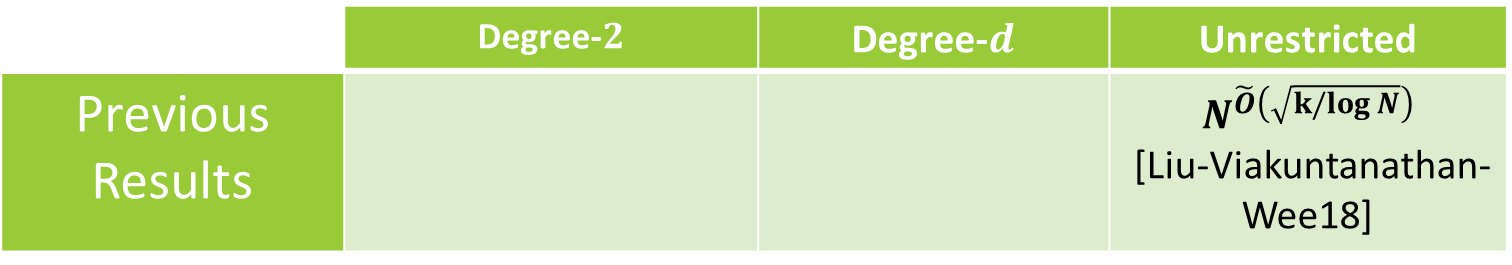 Degree-2 Degree-d Unrestricted
Previous
Results
N^Õ(√k/log N)
[Liu-Viakuntanathan-
Wee18]